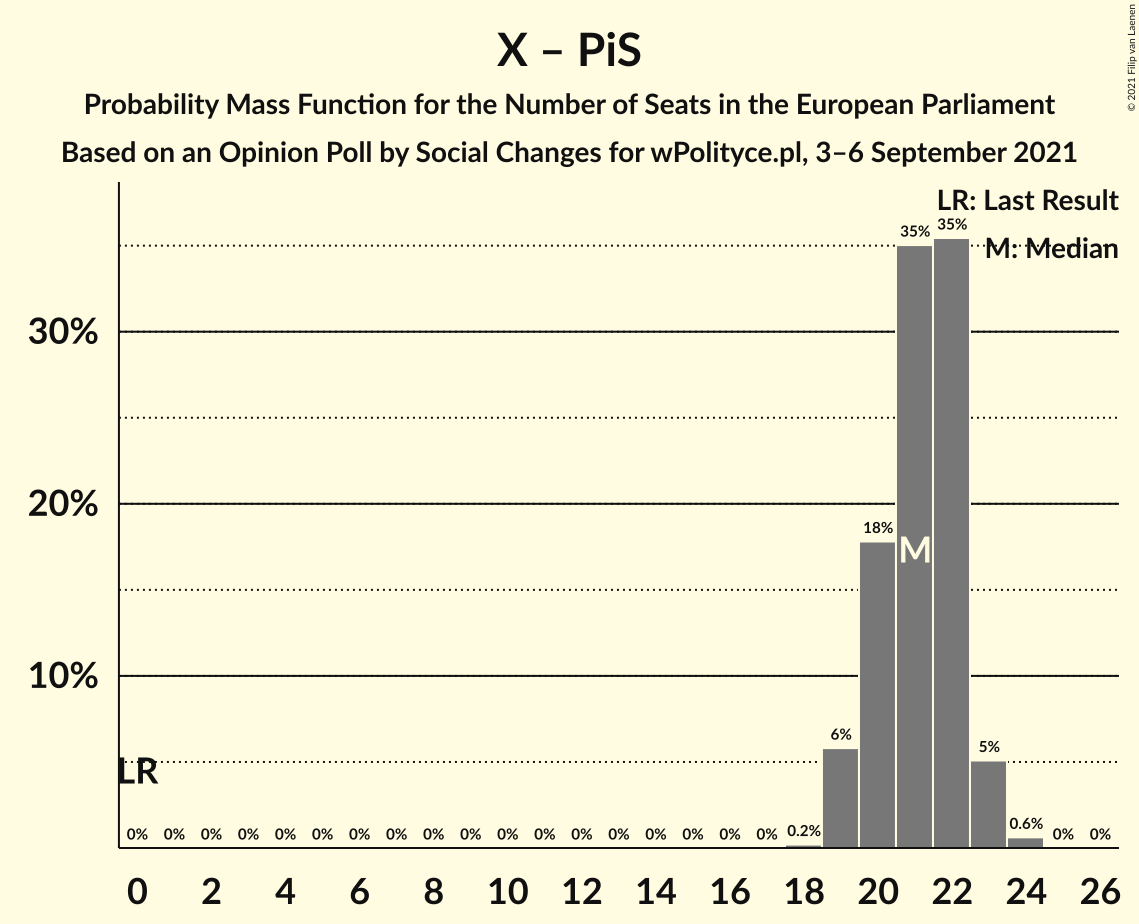 X – PiS
Probability Mass Function for the Number of Seats in the European Parliament
Based on an Opinion Poll by Social Changes for wPolityce.pl, 3–6 September 2021
© 2021 Filip van Laenen
LR: Last Result
M: Median
35% 35%
30%
20%
18%
M
10%
6% 5%
LR
0% 0% 0% 0% 0% 0% 0% 0% 0% 0% 0% 0% 0% 0% 0% 0% 0% 0% 0.2% 0.6% 0% 0%
0 2 4 6 8 10 12 14 16 18 20 22 24 26